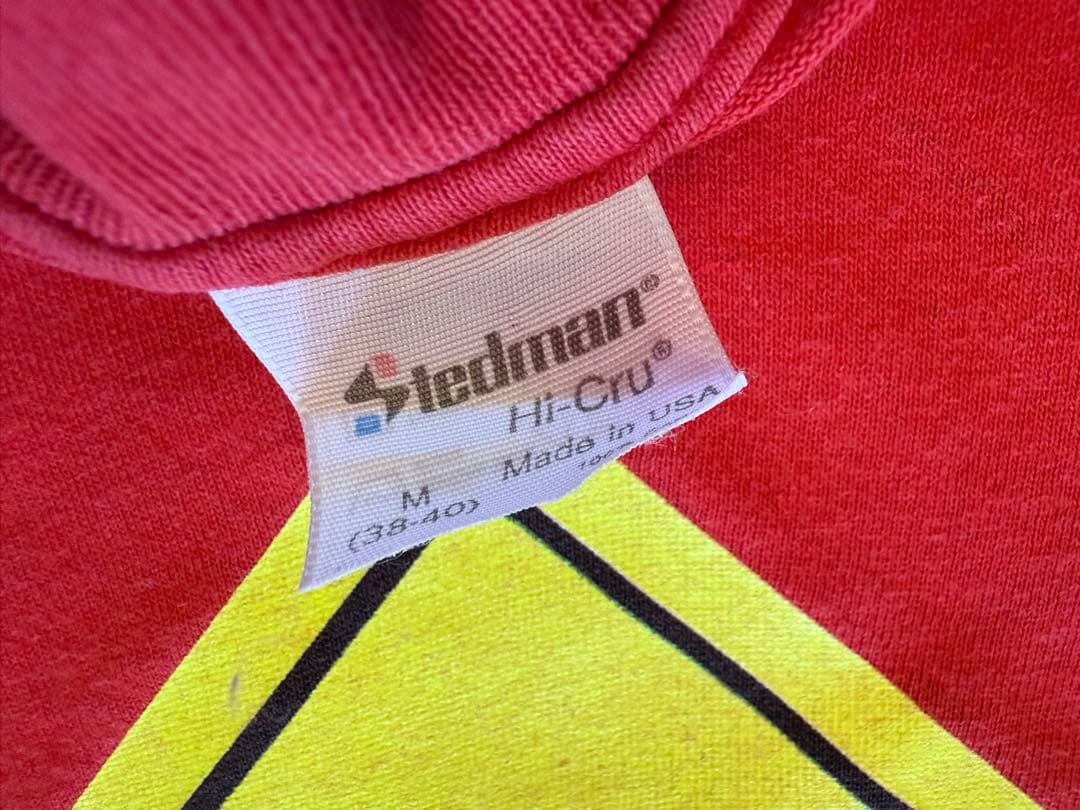 Stedman®
Hi-Cru®
Made in USA
M
(38-40)